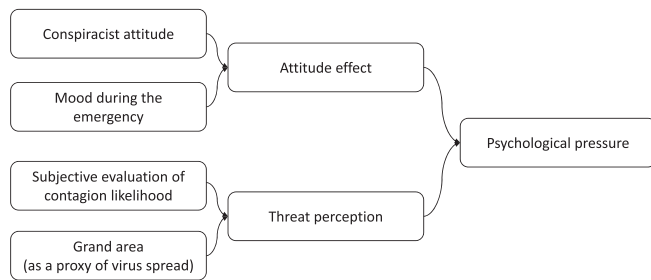 Conspiracist attitude
Mood during the
emergency
Attitude effect
Psychological pressure
Subjective evaluation of
contagion likelihood
Threat perception
Grand area
(as a proxy of virus spread)